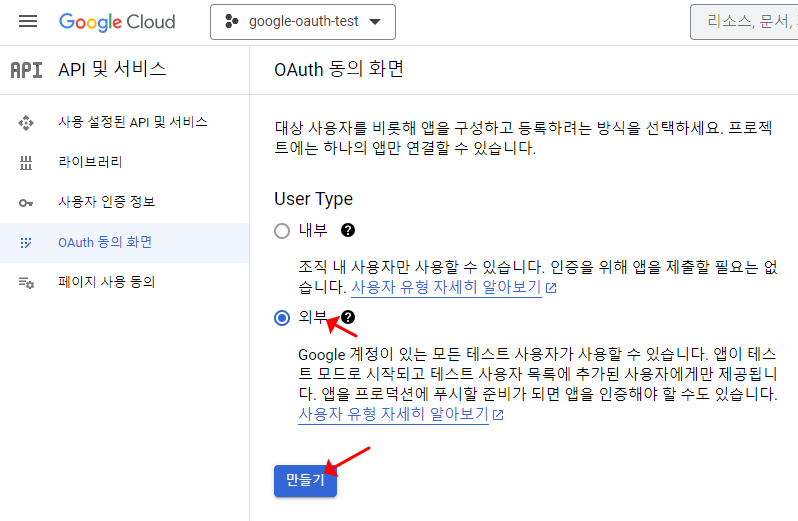 Google Cloud
google-oauth-test
리소스, 문서,
API
API 및 서비스
OAuth 동의 화면
사용 설정된 API 및 서비스
라이브러리
사용자 인증 정보
OAuth 동의 화면
페이지 사용 동의
대상 사용자를 비롯해 앱을 구성하고 등록하려는 방식을 선택하세요. 프로젝
트에는 하나의 앱만 연결할 수 있습니다.
User Type
내부
조직 내 사용자만 사용할 수 있습니다. 인증을 위해 앱을 제출할 필요는 없
습니다. 사용자 유형 자세히 알아보기
외부
Google 계정이 있는 모든 테스트 사용자가 사용할 수 있습니다. 앱이 테스
트 모드로 시작되고 테스트 사용자 목록에 추가된 사용자에게만 제공됩니
다. 앱을 프로덕션에 푸시할 준비가 되면 앱을 인증해야 할 수도 있습니다.
사용자 유형 자세히 알아보기
만들기